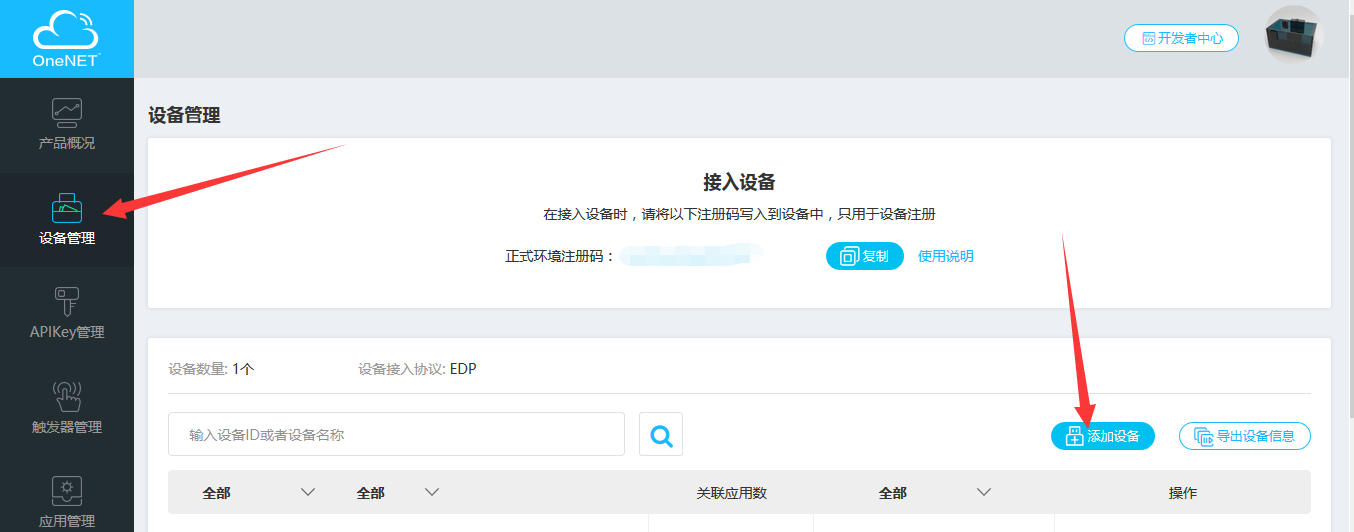 OneNET
开发者中心
产品概况
设备管理
APIKey管理
触发器管理
应用管理
设备管理
接入设备
在接入设备时，请将以下注册码写入到设备中，只用于设备注册
正式环境注册码： 复制 使用说明
设备数量: 1个 设备接入协议: EDP
输入设备ID或者设备名称 添加设备 导出设备信息
全部 全部 关联应用数 全部 操作